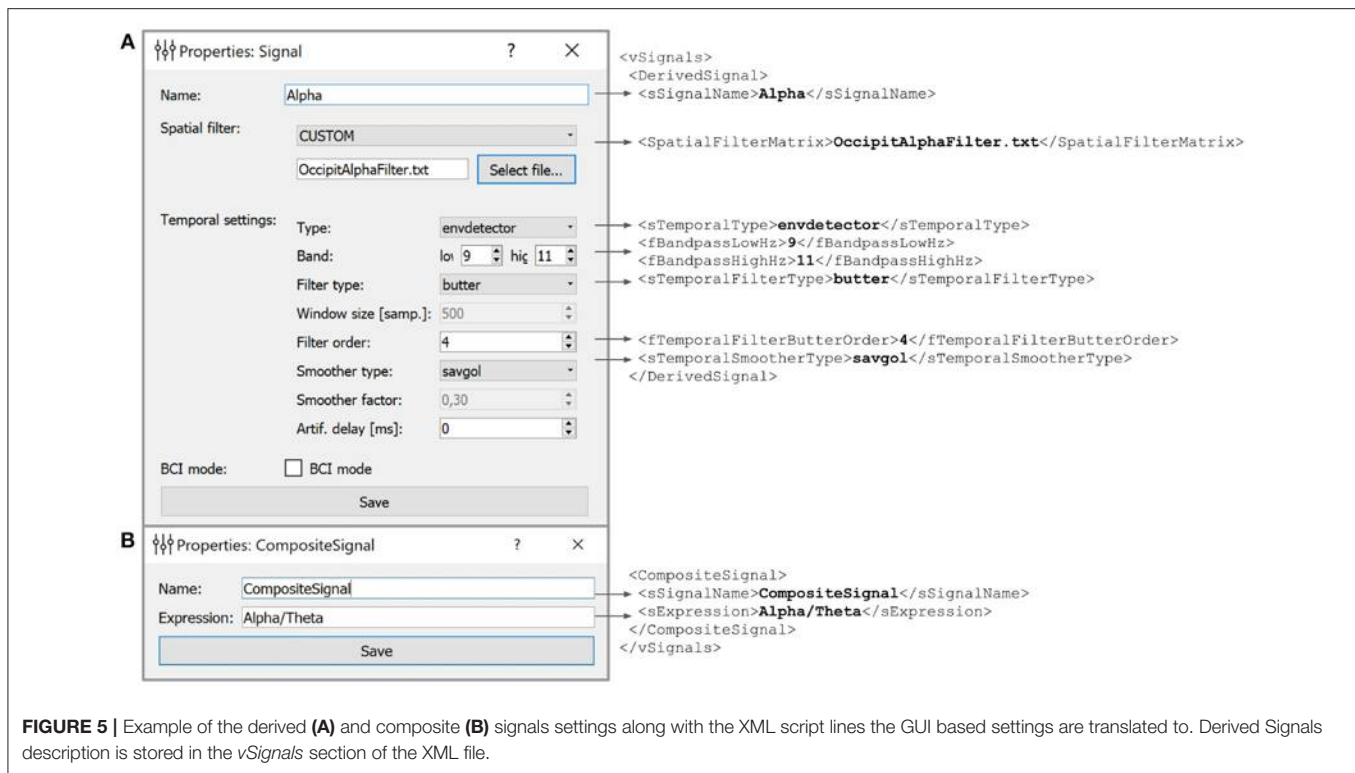 A
Properties: Signal ? ×
Name: Alpha
Spatial filter: CUSTOM
OccipitAlphaFilter.txt Select file...
Temporal settings:
Type: envdetector
Band: lo 9 hig 11
Filter type: butter
Window size [samp.]: 500
Filter order: 4
Smoother type: savgol
Smoother factor: 0,30
Artif. delay [ms]: 0
BCI mode: BCI mode
Save
<vSignals>
<DerivedSignal>
<sSignalName>Alpha</sSignalName>
<SpatialFilterMatrix>OccipitAlphaFilter.txt</SpatialFilterMatrix>
<sTemporalType>envdetector</sTemporalType>
<fBandpassLowHz>9</fBandpassLowHz>
<fBandpassHighHz>11</fBandpassHighHz>
<sTemporalFilterType>butter</sTemporalFilterType>
<fTemporalFilterButterOrder>4</fTemporalFilterButterOrder>
<sTemporalSmootherType>savgol</sTemporalSmootherType>
</DerivedSignal>
B
Properties: CompositeSignal ? ×
Name: CompositeSignal
Expression: Alpha/Theta
Save
<CompositeSignal>
<sSignalName>CompositeSignal</sSignalName>
<sExpression>Alpha/Theta</sExpression>
</CompositeSignal>
</vSignals>
FIGURE 5 | Example of the derived (A) and composite (B) signals settings along with the XML script lines the GUI based settings are translated to. Derived Signals
description is stored in the vSignals section of the XML file.